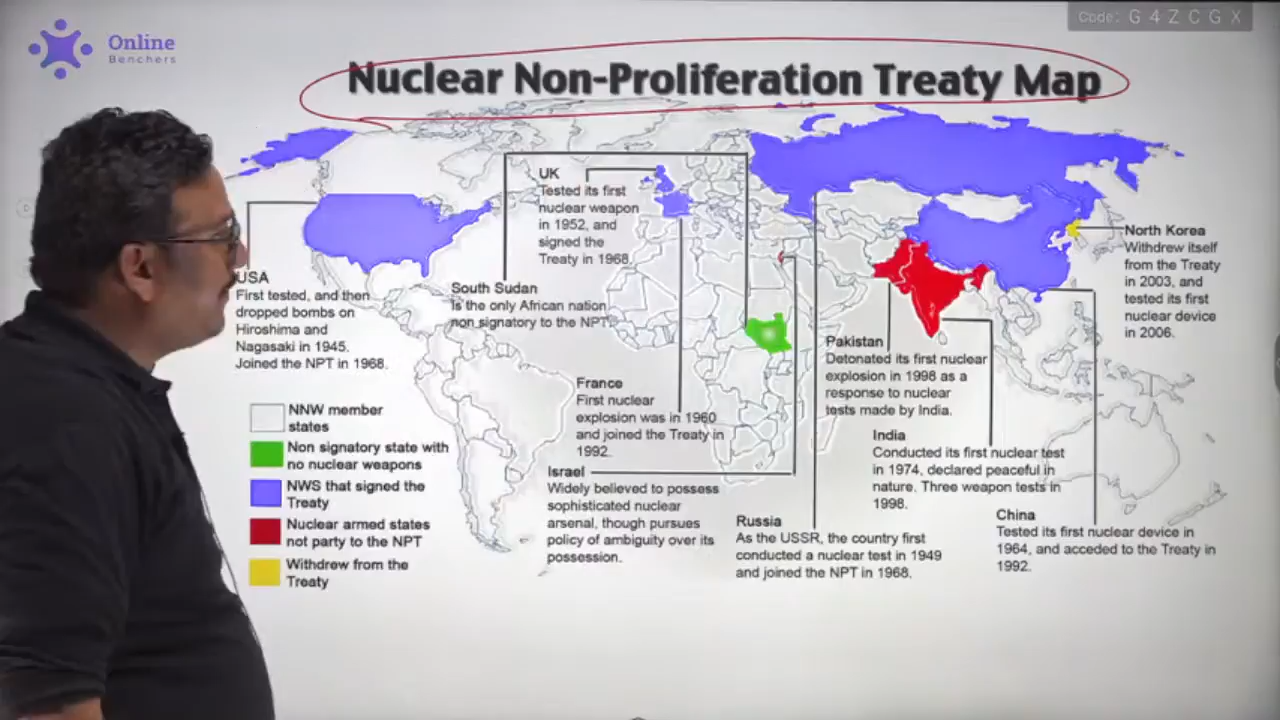 Online
Benchers
Code: G 4 Z C G X
Nuclear Non-Proliferation Treaty Map
UK
Tested its first
nuclear weapon
in 1952, and
signed the
Treaty in 1968.
North Korea
Withdrew itself
from the Treaty
in 2003, and
tested its first
nuclear device
in 2006.
USA
First tested, and then
dropped bombs on
Hiroshima and
Nagasaki in 1945.
Joined the NPT in 1968.
South Sudan
Is the only African nation
non signatory to the NPT.
Pakistan
Detonated its first nuclear
explosion in 1998 as a
response to nuclear
tests made by India.
France
First nuclear
explosion was in 1960
and joined the Treaty in
1992.
NNW member
states
Non signatory state with
no nuclear weapons
NWS that signed the
Treaty
Nuclear armed states
not party to the NPT
Withdrew from the
Treaty
India
Conducted its first nuclear test
in 1974, declared peaceful in
nature. Three weapon tests in
1998.
Israel
Widely believed to possess
sophisticated nuclear
arsenal, though pursues
policy of ambiguity over its
possession.
Russia
As the USSR, the country first
conducted a nuclear test in 1949
and joined the NPT in 1968.
China
Tested its first nuclear device in
1964, and acceded to the Treaty in
1992.